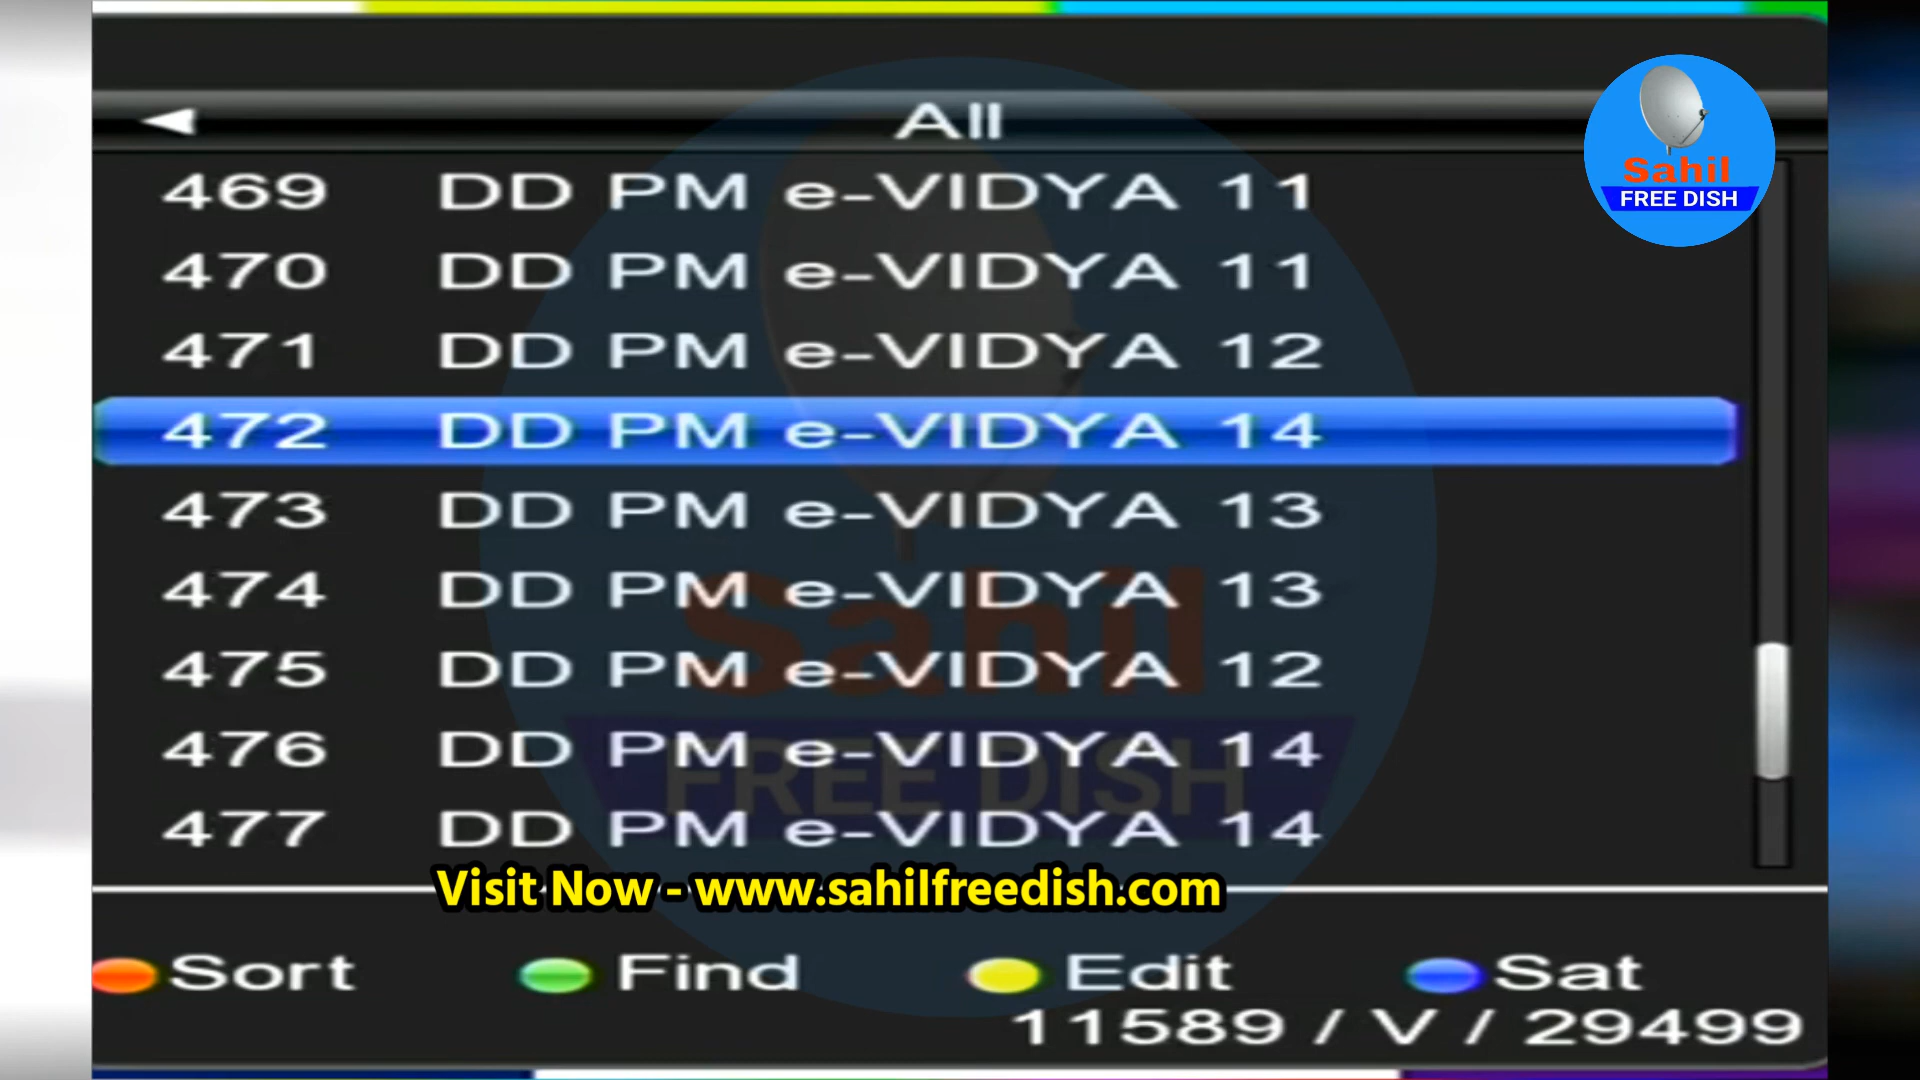 All
469 DD PM e-VIDYA 11
470 DD PM e-VIDYA 11
471 DD PM e-VIDYA 12
472 DD PM e-VIDYA 14
473 DD PM e-VIDYA 13
474 DD PM e-VIDYA 13
475 DD PM e-VIDYA 12
476 DD PM e-VIDYA 14
477 DD PM e-VIDYA 14
Visit Now - www.sahilfreedish.com
Sort Find Edit Sat
11589 / V / 29499
Sahil
FREE DISH
Sahil
FREE DISH